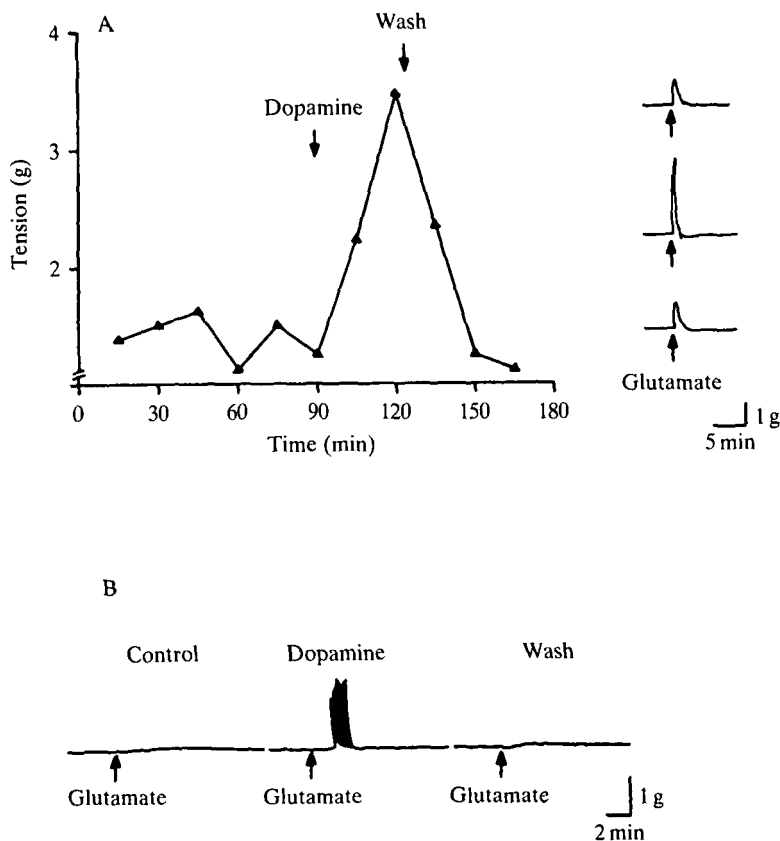 A
Wash
Dopamine
Tension (g)
4
3
2
0 30 60 90 120 150 180
Time (min)
Glutamate
1 g
5 min
B
Control Dopamine Wash
Glutamate Glutamate Glutamate
1 g
2 min